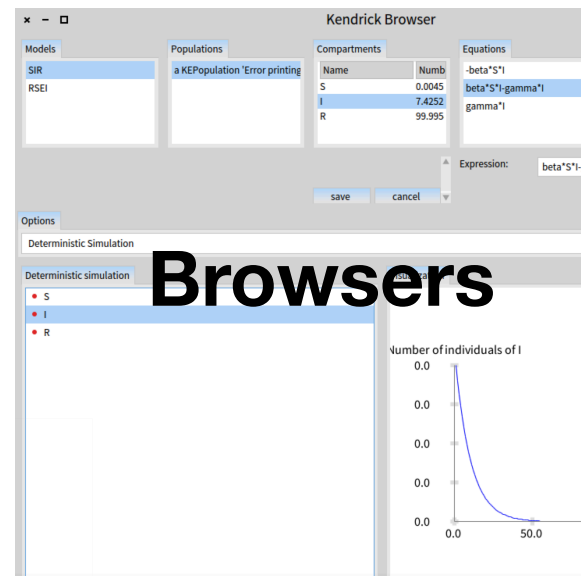 Kendrick Browser
Models
SIR
RSEI
Populations
a KEPopulation 'Error printing
Compartments
Name Numb
S 0.0045
I 7.4252
R 99.995
save cancel
Equations
-beta*S*I
beta*S*I-gamma*I
gamma*I
Expression: beta*S*I-
Options
Deterministic Simulation
Browsers
Deterministic simulation
S
I
R
Number of individuals of I
0.0
0.0
0.0
0.0
0.0
0.0 50.0